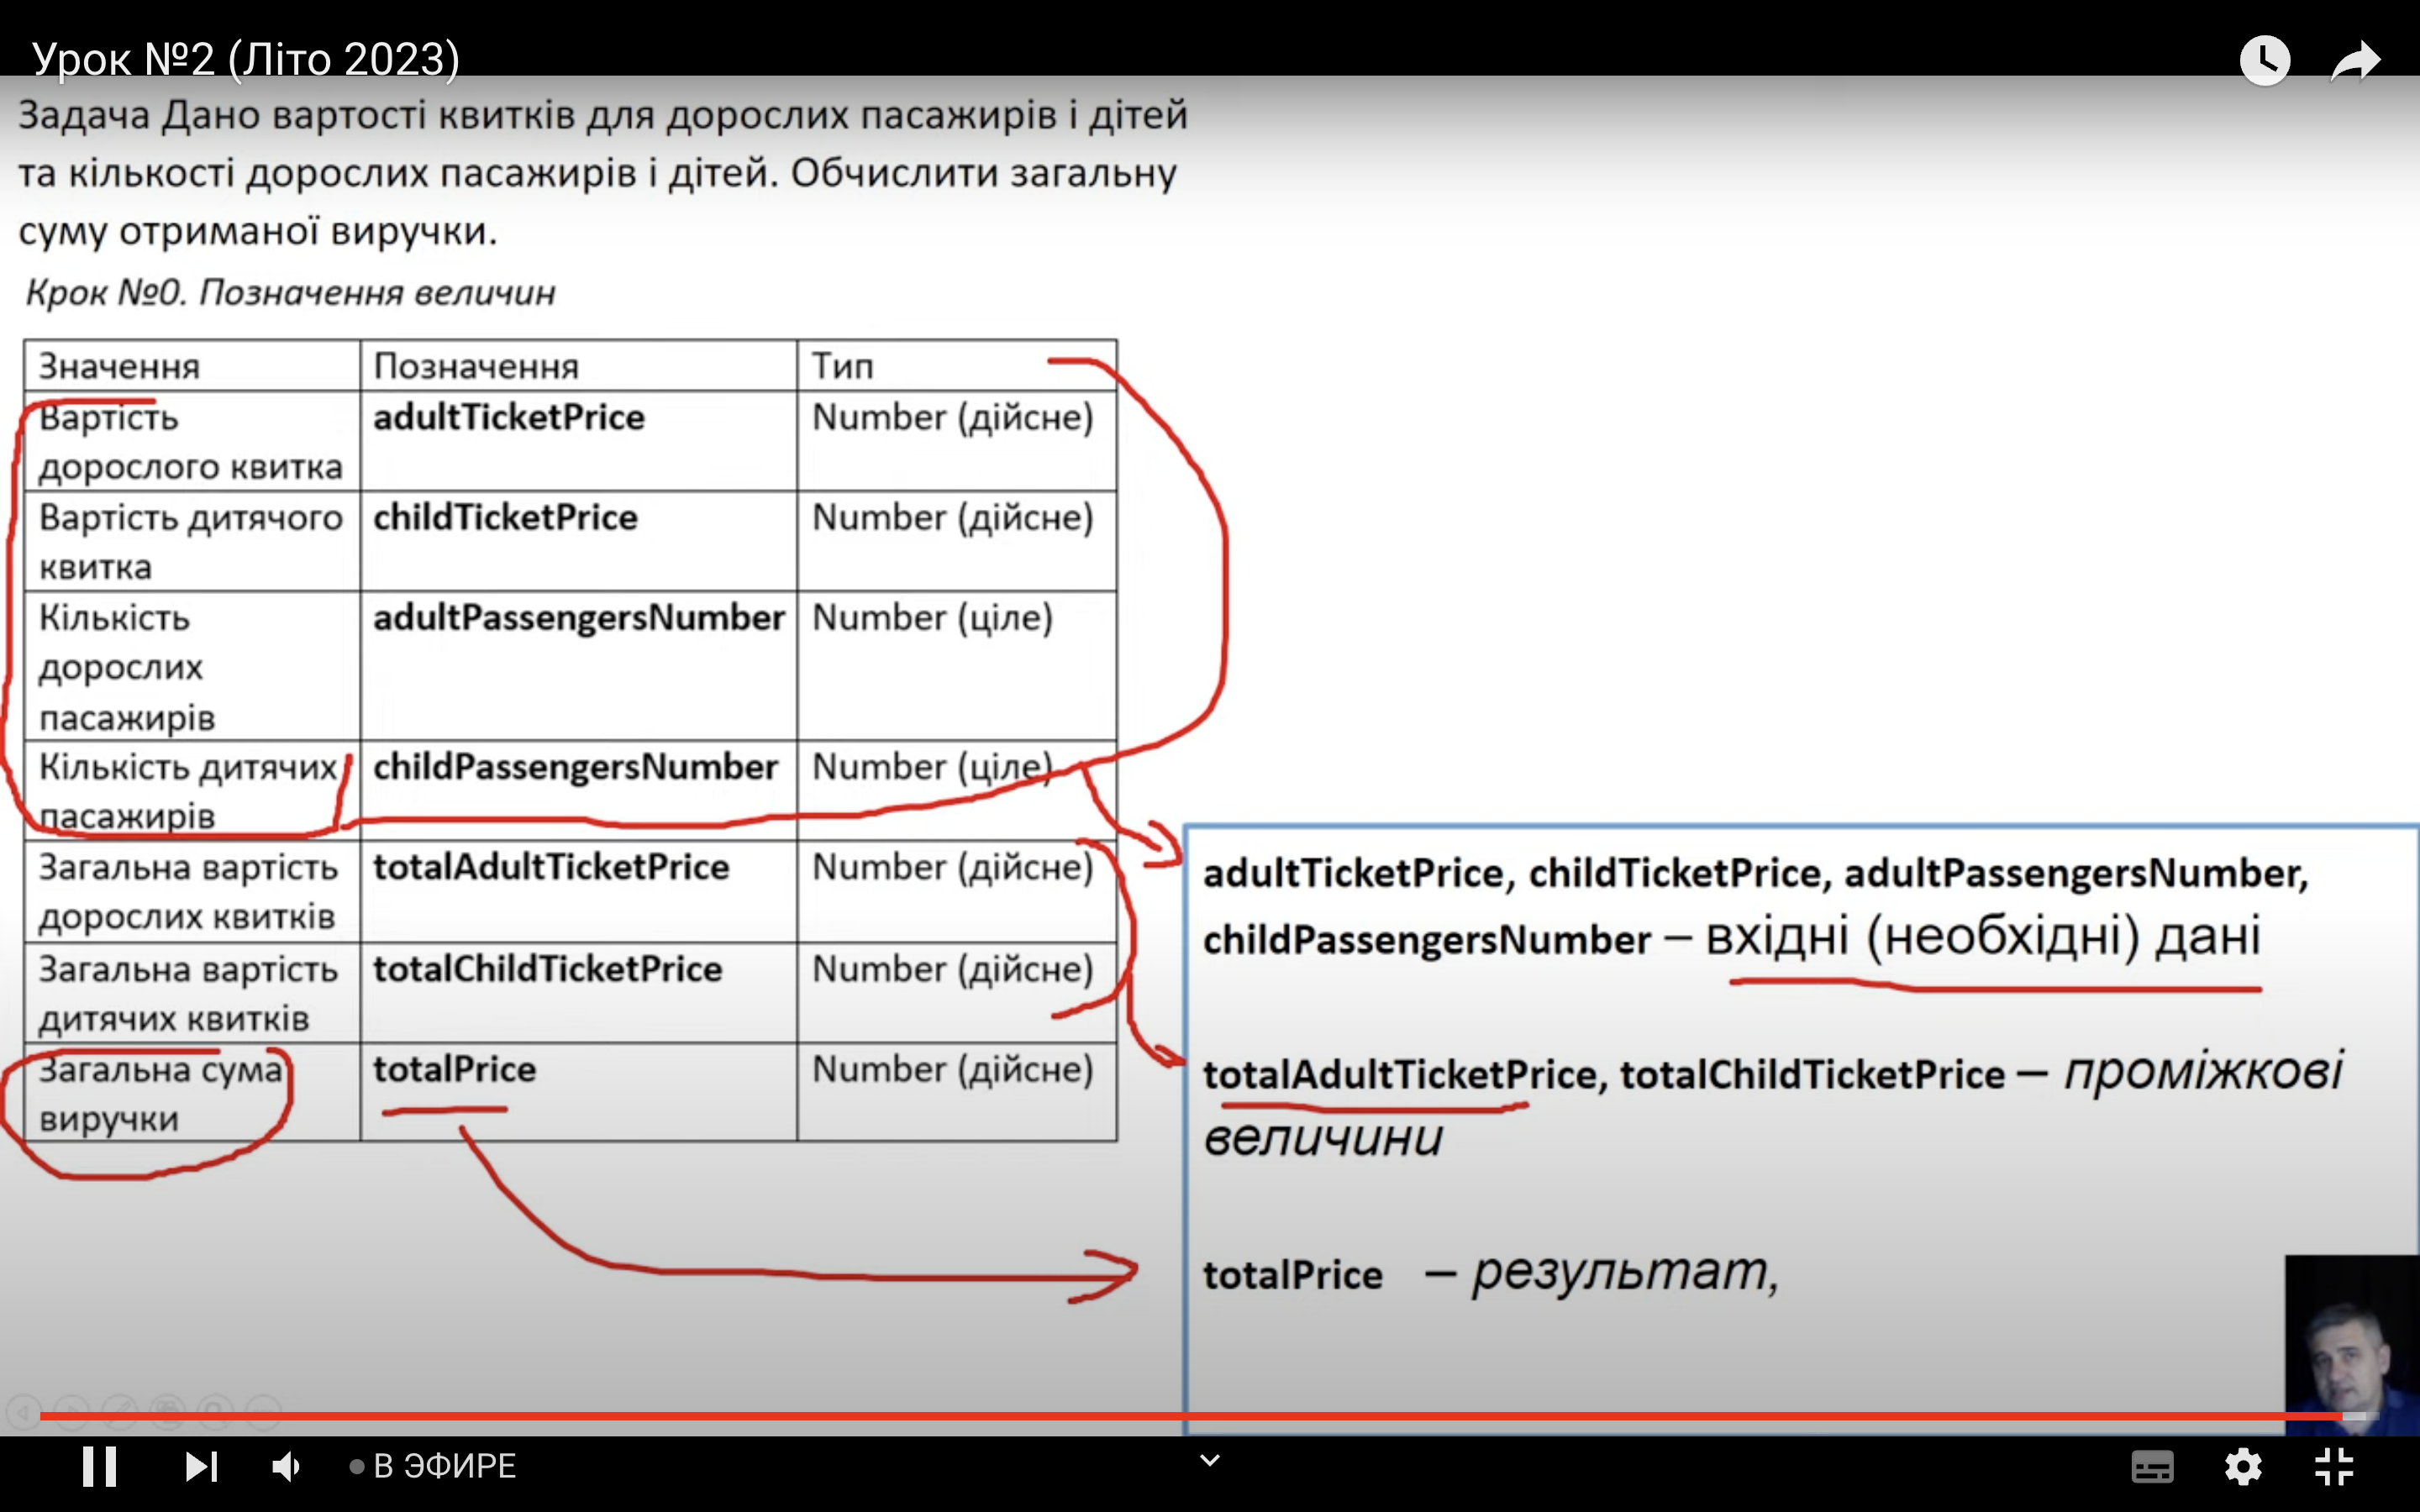 Урок №2 (Літо 2023)
Задача Дано вартості квитків для дорослих пасажирів і дітей
та кількості дорослих пасажирів і дітей. Обчислити загальну
суму отриманої виручки.
Крок №0. Позначення величин
Значення Позначення Тип
Вартість adultTicketPrice Number (дійсне)
дорослого квитка
Вартість дитячого childTicketPrice Number (дійсне)
квитка
Кількість adultPassengersNumber Number (ціле)
дорослих
пасажирів
Кількість дитячих childPassengersNumber Number (ціле)
пасажирів
Загальна вартість totalAdultTicketPrice Number (дійсне)
дорослих квитків
Загальна вартість totalChildTicketPrice Number (дійсне)
дитячих квитків
Загальна сума totalPrice Number (дійсне)
виручки
adultTicketPrice, childTicketPrice, adultPassengersNumber,
childPassengersNumber – вхідні (необхідні) дані
totalAdultTicketPrice, totalChildTicketPrice – проміжкові
величини
totalPrice – результат,
В ЭФИРЕ